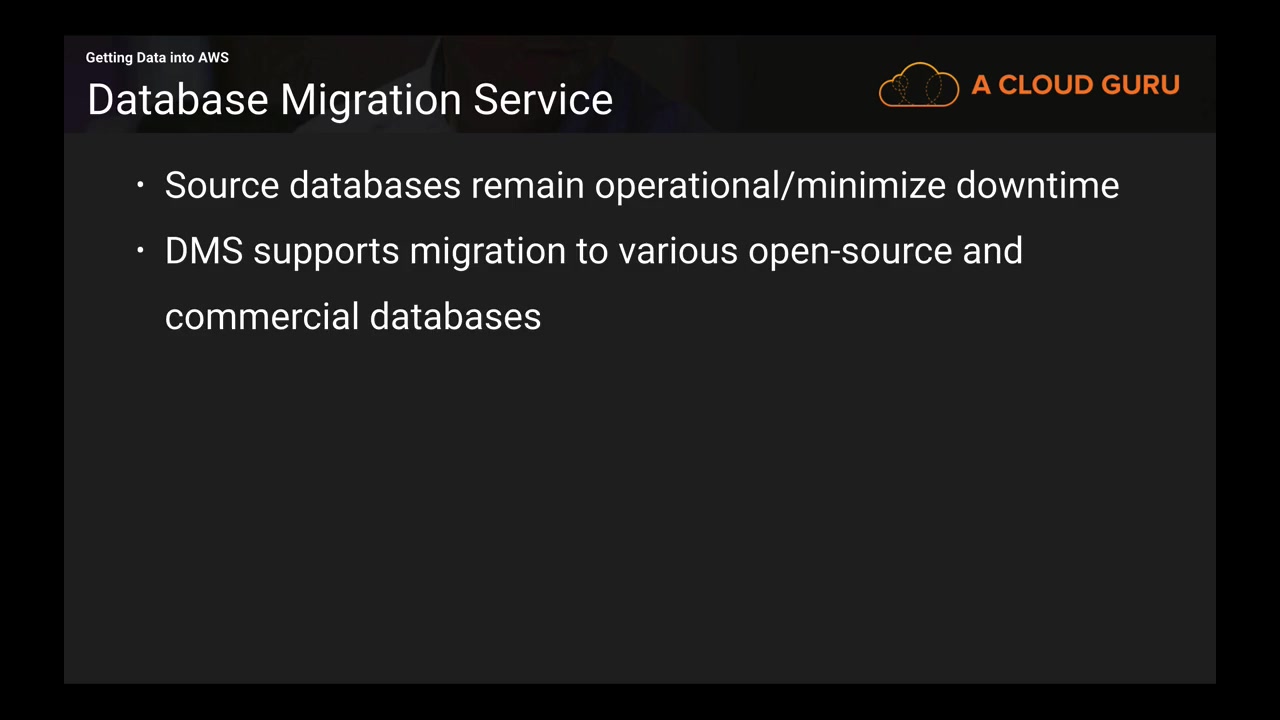 Getting Data into AWS
Database Migration Service
A CLOUD GURU
• Source databases remain operational/minimize downtime
• DMS supports migration to various open-source and
commercial databases